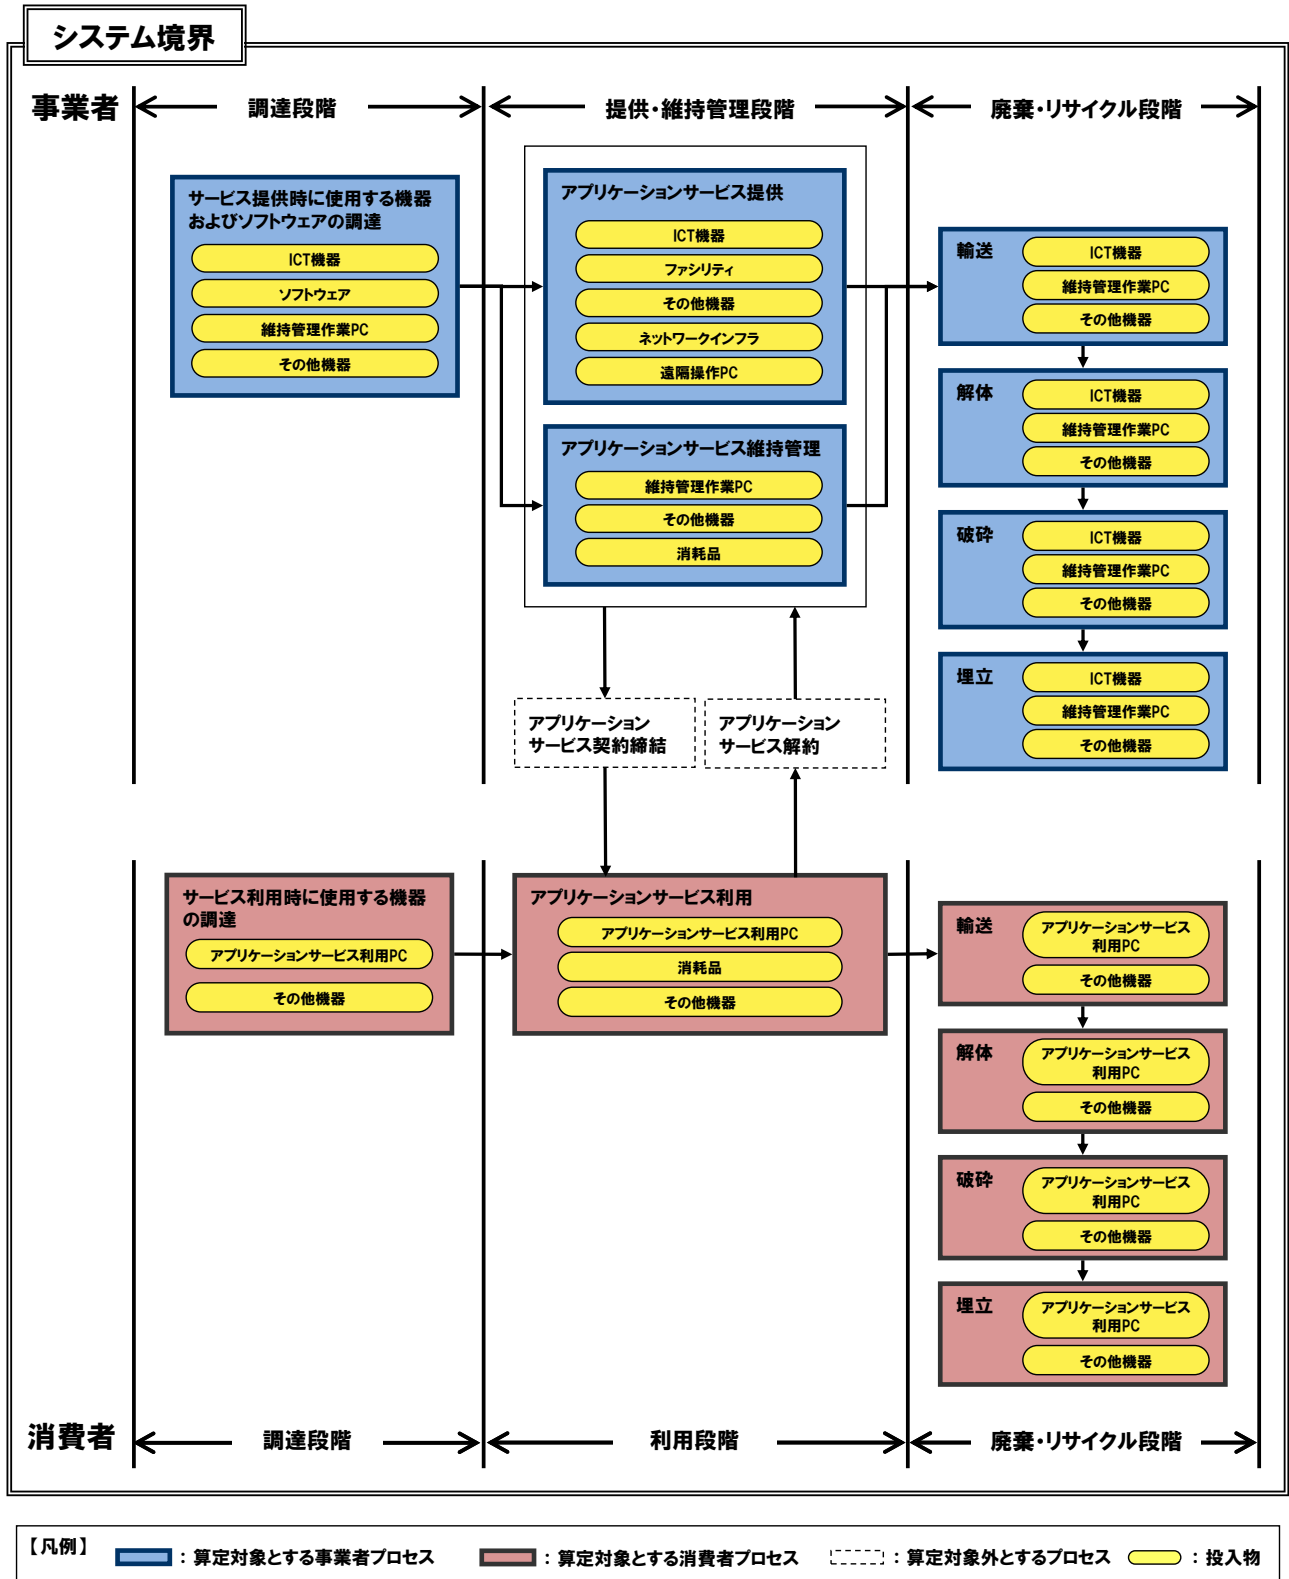 システム境界
事業者
調達段階
提供・維持管理段階
廃棄・リサイクル段階
サービス提供時に使用する機器
およびソフトウェアの調達
ICT機器
ソフトウェア
維持管理作業PC
その他機器
アプリケーションサービス提供
ICT機器
ファシリティ
その他機器
ネットワークインフラ
遠隔操作PC
アプリケーションサービス維持管理
維持管理作業PC
その他機器
消耗品
輸送
ICT機器
維持管理作業PC
その他機器
解体
ICT機器
維持管理作業PC
その他機器
破砕
ICT機器
維持管理作業PC
その他機器
埋立
ICT機器
維持管理作業PC
その他機器
アプリケーション
サービス契約締結
アプリケーション
サービス解約
サービス利用時に使用する機器
の調達
アプリケーションサービス利用PC
その他機器
アプリケーションサービス利用
アプリケーションサービス利用PC
消耗品
その他機器
輸送
アプリケーションサービス
利用PC
その他機器
解体
アプリケーションサービス
利用PC
その他機器
破砕
アプリケーションサービス
利用PC
その他機器
埋立
アプリケーションサービス
利用PC
その他機器
消費者
調達段階
利用段階
廃棄・リサイクル段階
【凡例】
：算定対象とする事業者プロセス
：算定対象とする消費者プロセス
：算定対象外とするプロセス
：投入物